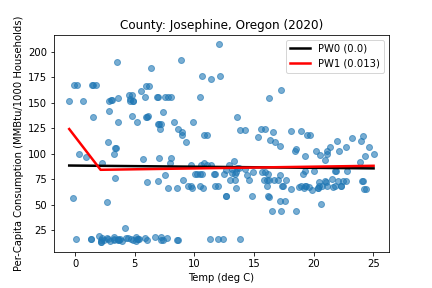 County: Josephine, Oregon (2020)
Per-Capita Consumption (MMBtu/1000 Households)
200
175
150
125
100
75
50
25
PW0 (0.0)
PW1 (0.013)
0 5 10 15 20 25
Temp (deg C)